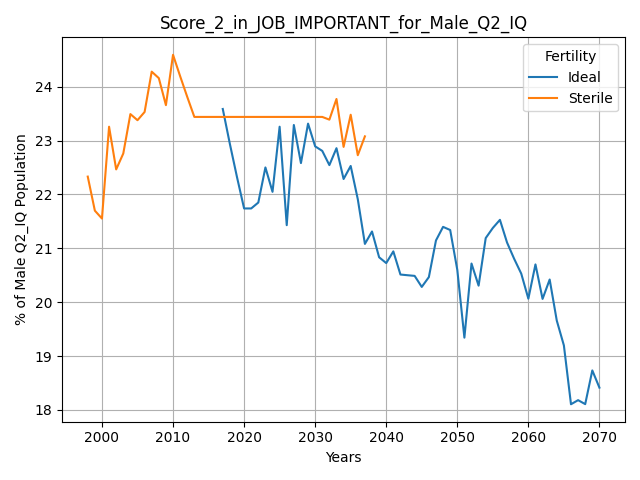 Score_2_in_JOB_IMPORTANT_for_Male_Q2_IQ
Fertility
Ideal
Sterile
% of Male Q2_IQ Population
24
23
22
21
20
19
18
2000 2010 2020 2030 2040 2050 2060 2070
Years